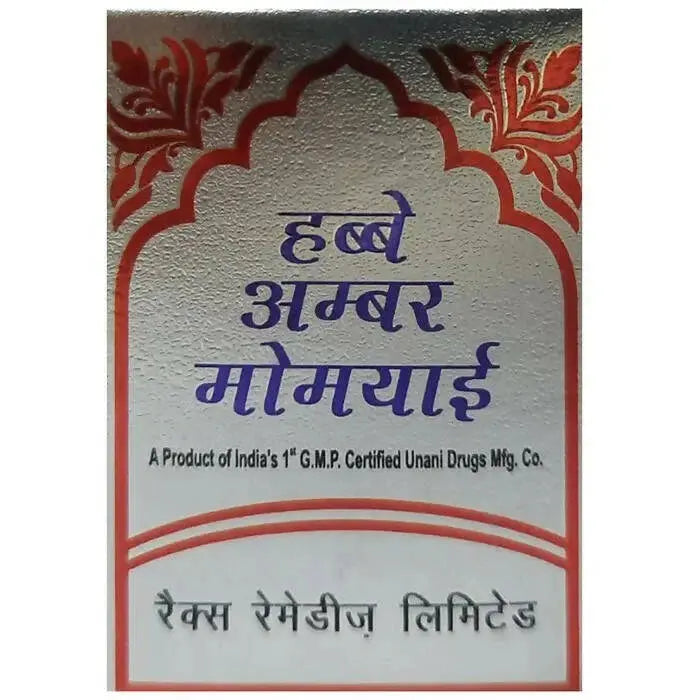 हब्बे
अम्बर
मोमयाई
A Product of India's 1st G.M.P. Certified Unani Drugs Mfg. Co.
रैक्स रेमेडीज़ लिमिटेड